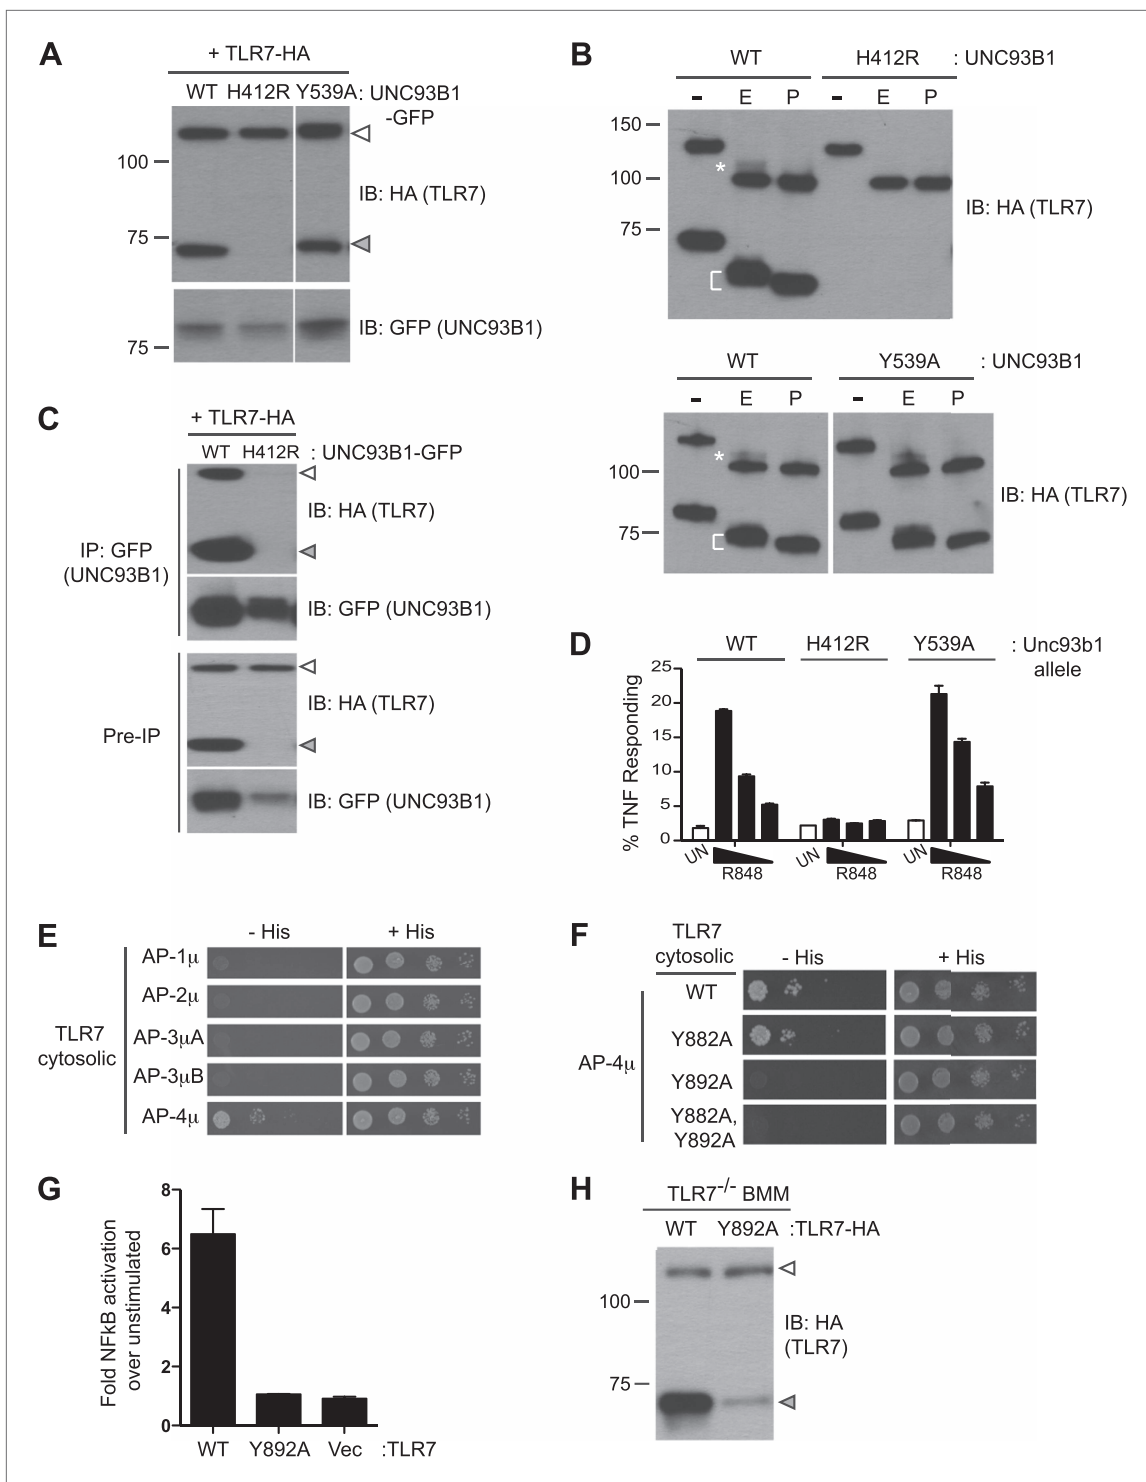 A
+ TLR7-HA
WT H412R Y539A: UNC93B1
-GFP
100
IB: HA (TLR7)
75
IB: GFP (UNC93B1)
75
B
WT H412R : UNC93B1
- E P - E P
150
*
100
IB: HA (TLR7)
75
WT Y539A : UNC93B1
- E P - E P
*
100
IB: HA (TLR7)
75
C
+ TLR7-HA
WT H412R : UNC93B1-GFP
IB: HA (TLR7)
IP: GFP
(UNC93B1)
IB: GFP (UNC93B1)
IB: HA (TLR7)
Pre-IP
IB: GFP (UNC93B1)
D
WT H412R Y539A : Unc93b1
allele
% TNF Responding
25
20
15
10
5
0
UN R848 UN R848 UN R848
E
- His + His
TLR7
cytosolic
AP-1μ
AP-2μ
AP-3μA
AP-3μB
AP-4μ
F
TLR7
cytosolic
- His + His
AP-4μ
WT
Y882A
Y892A
Y882A,
Y892A
G
Fold NFkB activation
over unstimulated
8
6
4
2
0
WT Y892A Vec :TLR7
H
TLR7-/- BMM
WT Y892A :TLR7-HA
100
IB: HA
(TLR7)
75